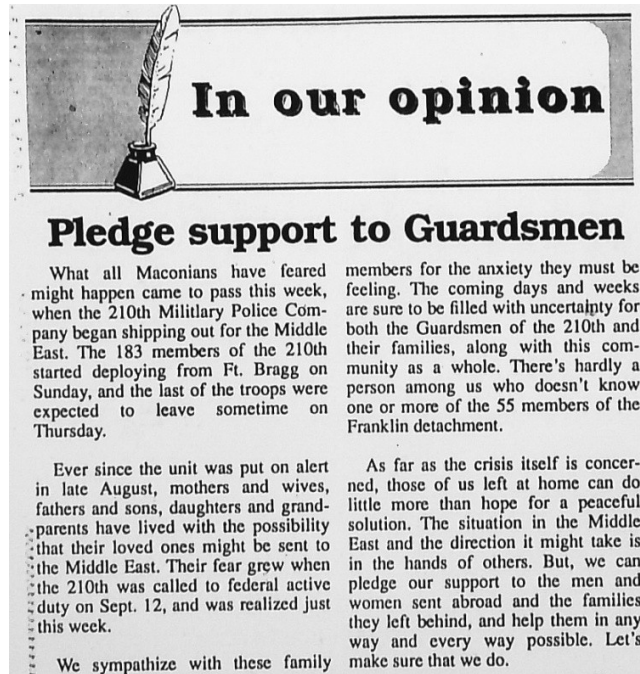 In our opinion
Pledge support to Guardsmen
What all Maconians have feared
might happen came to pass this week,
when the 210th Militlary Police Com-
pany began shipping out for the Middle
East. The 183 members of the 210th
started deploying from Ft. Bragg on
Sunday, and the last of the troops were
expected to leave sometime on
Thursday.
Ever since the unit was put on alert
in late August, mothers and wives,
fathers and sons, daughters and grand-
parents have lived with the possibility
that their loved ones might be sent to
the Middle East. Their fear grew when
the 210th was called to federal active
duty on Sept. 12, and was realized just
this week.
We sympathize with these family
members for the anxiety they must be
feeling. The coming days and weeks
are sure to be filled with uncertainty for
both the Guardsmen of the 210th and
their families, along with this com-
munity as a whole. There's hardly a
person among us who doesn't know
one or more of the 55 members of the
Franklin detachment.
As far as the crisis itself is concer-
ned, those of us left at home can do
little more than hope for a peaceful
solution. The situation in the Middle
East and the direction it might take is
in the hands of others. But, we can
pledge our support to the men and
women sent abroad and the families
they left behind, and help them in any
way and every way possible. Let's
make sure that we do.